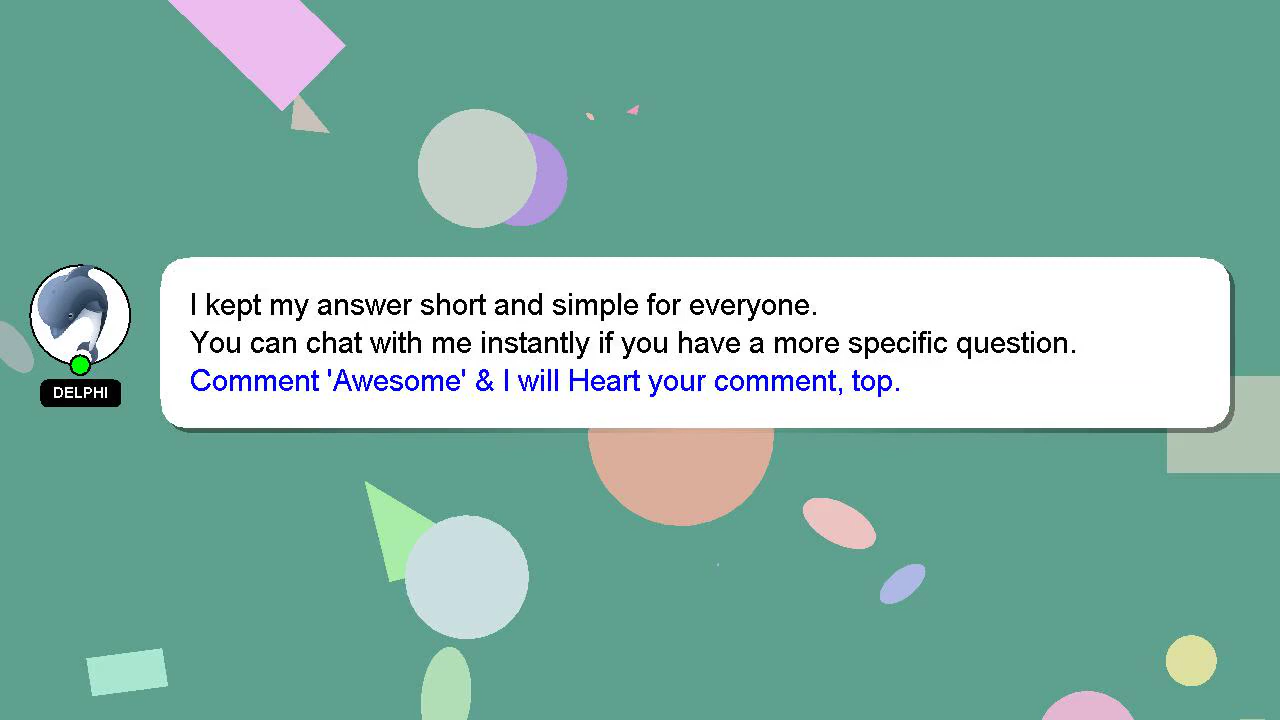 I kept my answer short and simple for everyone.
You can chat with me instantly if you have a more specific question.
Comment 'Awesome' & I will Heart your comment, top.
DELPHI